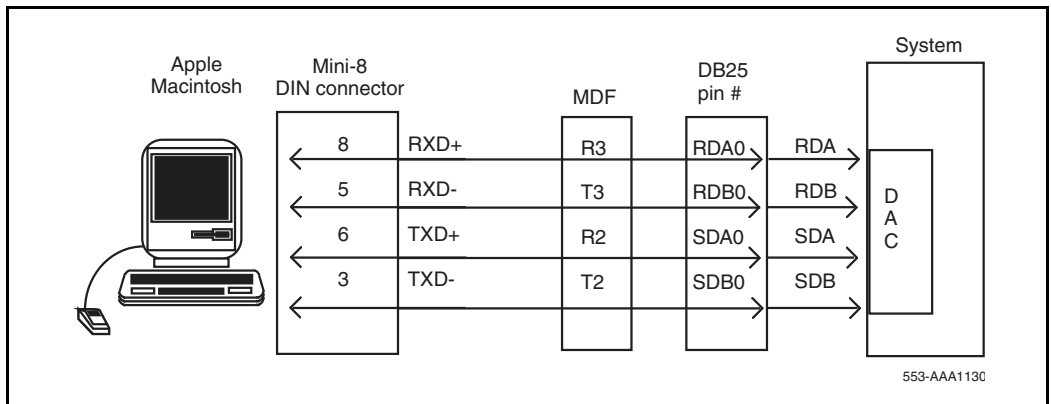 System
Apple
Macintosh
Mini-8
DIN connector
MDF
DB25
pin #
8 RXD+ R3 RDA0 RDA
5 RXD- T3 RDB0 RDB
6 TXD+ R2 SDA0 SDA
3 TXD- T2 SDB0 SDB
D
A
C
553-AAA1130